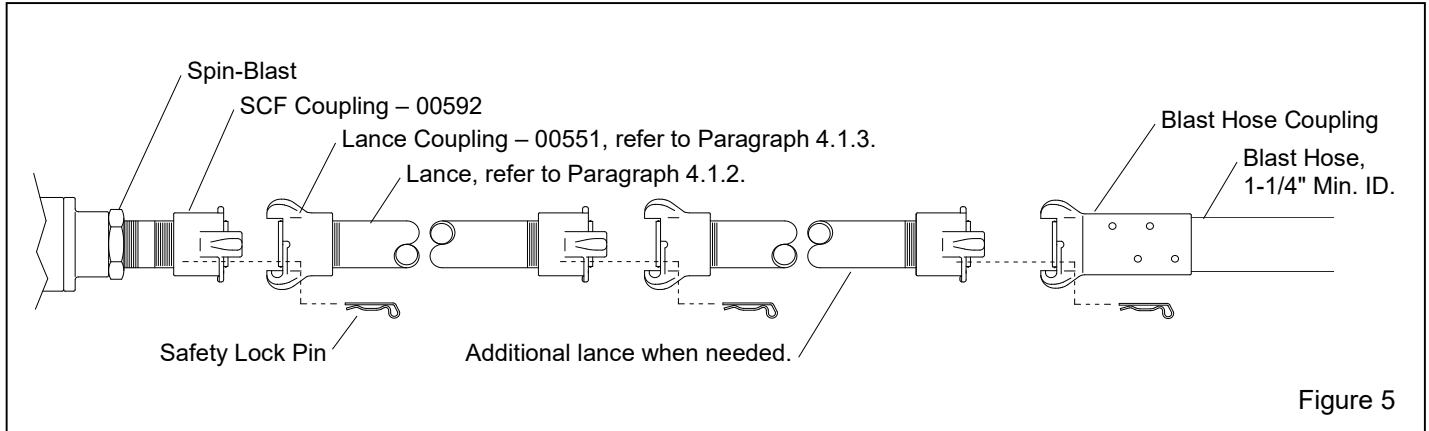 Spin-Blast
SCF Coupling – 00592
Lance Coupling – 00551, refer to Paragraph 4.1.3.
Lance, refer to Paragraph 4.1.2.
Blast Hose Coupling
Blast Hose,
1-1/4" Min. ID.
Safety Lock Pin
Additional lance when needed.
Figure 5